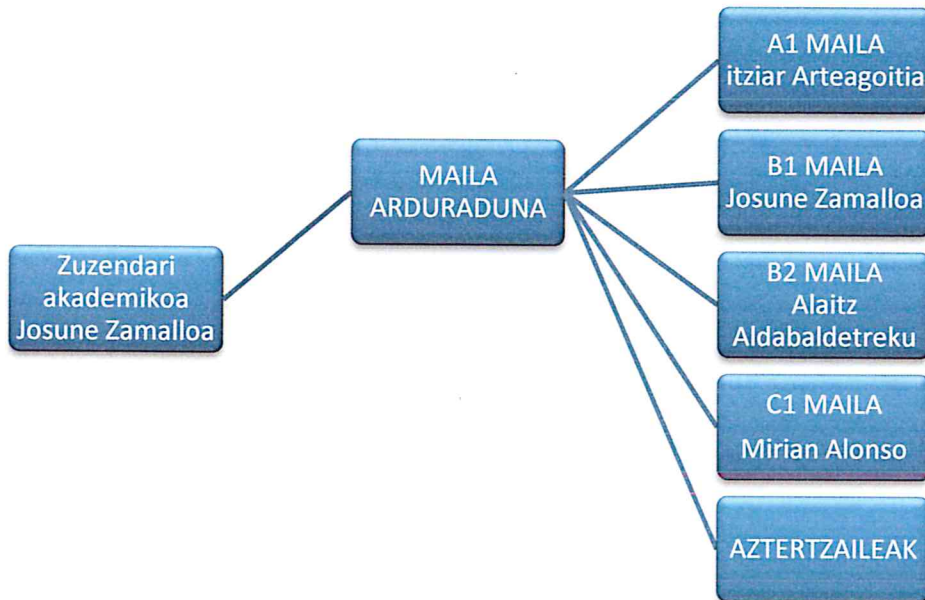 Zuzendari
akademikoa
Josune Zamalloa
MAILA
ARDURADUNA
A1 MAILA
itziar Arteagoitia
B1 MAILA
Josune Zamalloa
B2 MAILA
Alaitz
Aldabaldetreku
C1 MAILA
Mirian Alonso
AZTERTZAILEAK